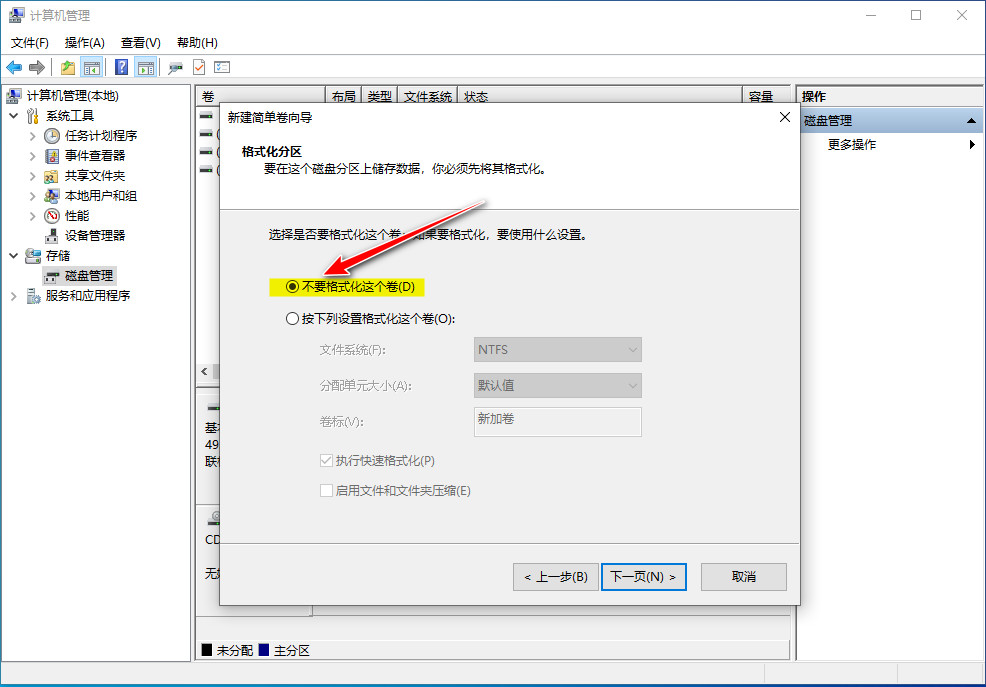 计算机管理
文件(F) 操作(A) 查看(V) 帮助(H)
计算机管理(本地)
系统工具
任务计划程序
事件查看器
共享文件夹
本地用户和组
性能
设备管理器
存储
磁盘管理
服务和应用程序
卷 布局 类型 文件系统 状态 容量
49
CD
未分配 主分区
操作
磁盘管理
更多操作
新建简单卷向导
格式化分区
要在这个磁盘分区上储存数据，你必须先将其格式化。
选择是否要格式化这个卷；如果要格式化，要使用什么设置。
不要格式化这个卷(D)
按下列设置格式化这个卷(O):
文件系统(F): NTFS
分配单元大小(A): 默认值
卷标(V): 新加卷
执行快速格式化(P)
启用文件和文件夹压缩(E)
< 上一步(B) 下一页(N) > 取消